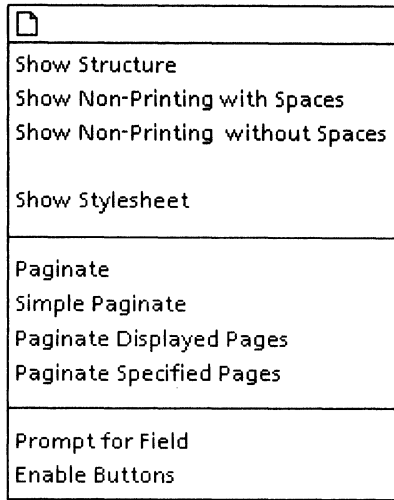 Show Structure
Show Non-Printing with Spaces
Show Non-Printing without Spaces
Show Stylesheet
Paginate
Simple Paginate
Paginate Displayed Pages
Paginate Specified Pages
Prompt for Field
Enable Buttons